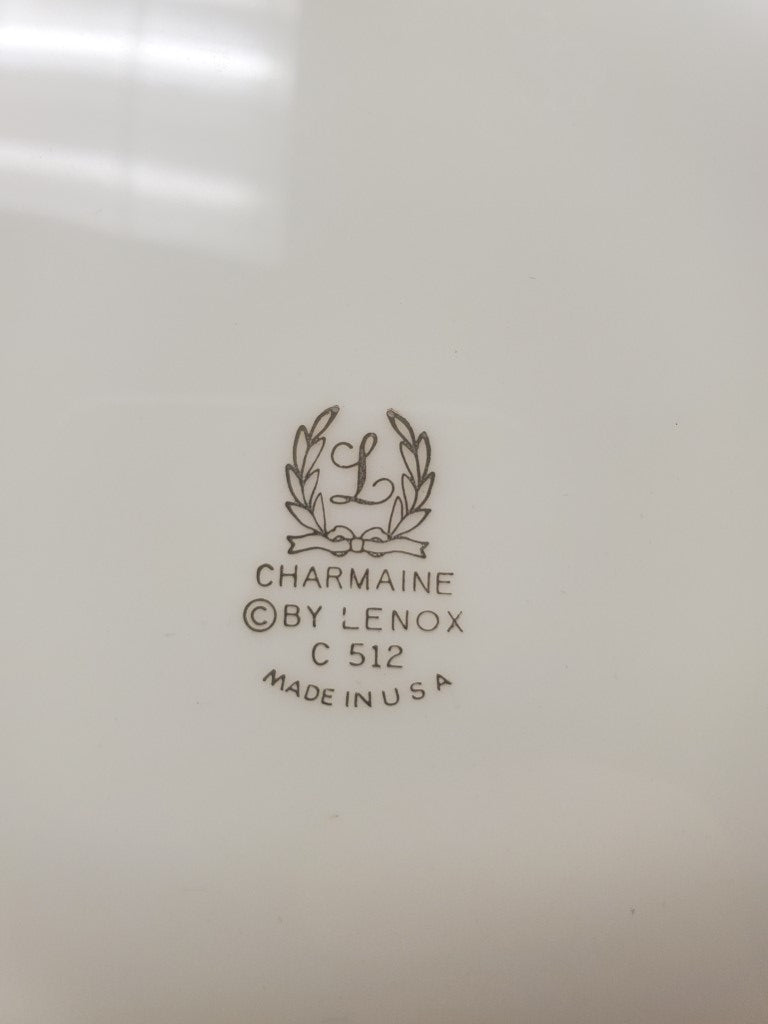 L
CHARMAINE
©BY LENOX
C 512
MADE IN U S A